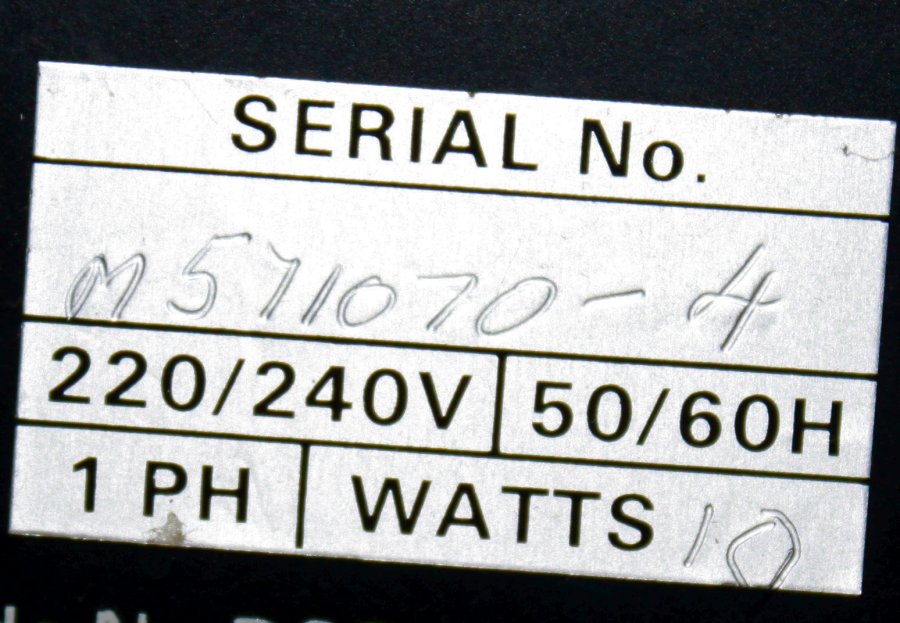 SERIAL No.
M571070-4
220/240V 50/60H
1 PH WATTS 10